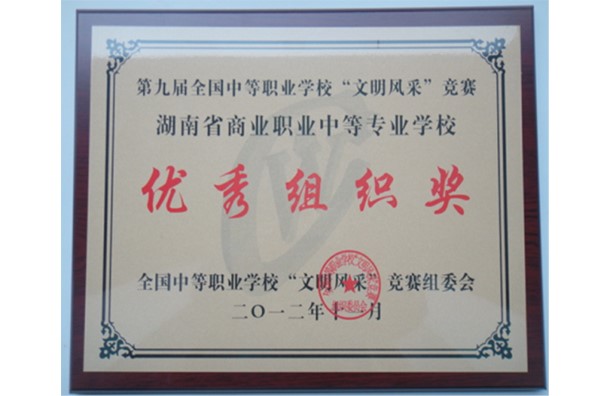 第九届全国中等职业学校“文明风采”竞赛
湖南省商业职业中等专业学校
优秀组织奖
全国中等职业学校“文明风采”竞赛组委会
二〇一二年十一月